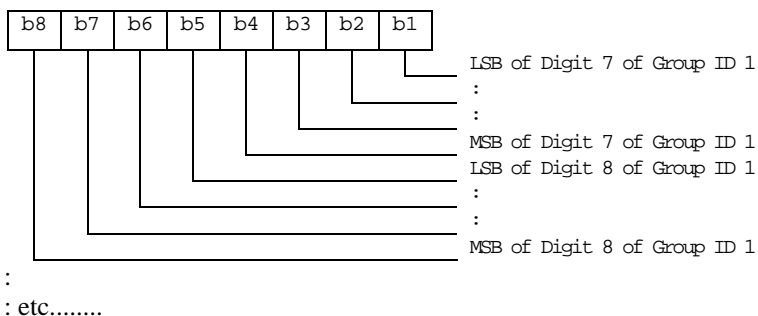 b8 b7 b6 b5 b4 b3 b2 b1
LSB of Digit 7 of Group ID 1
:
:
MSB of Digit 7 of Group ID 1
LSB of Digit 8 of Group ID 1
:
:
MSB of Digit 8 of Group ID 1
:
: etc........